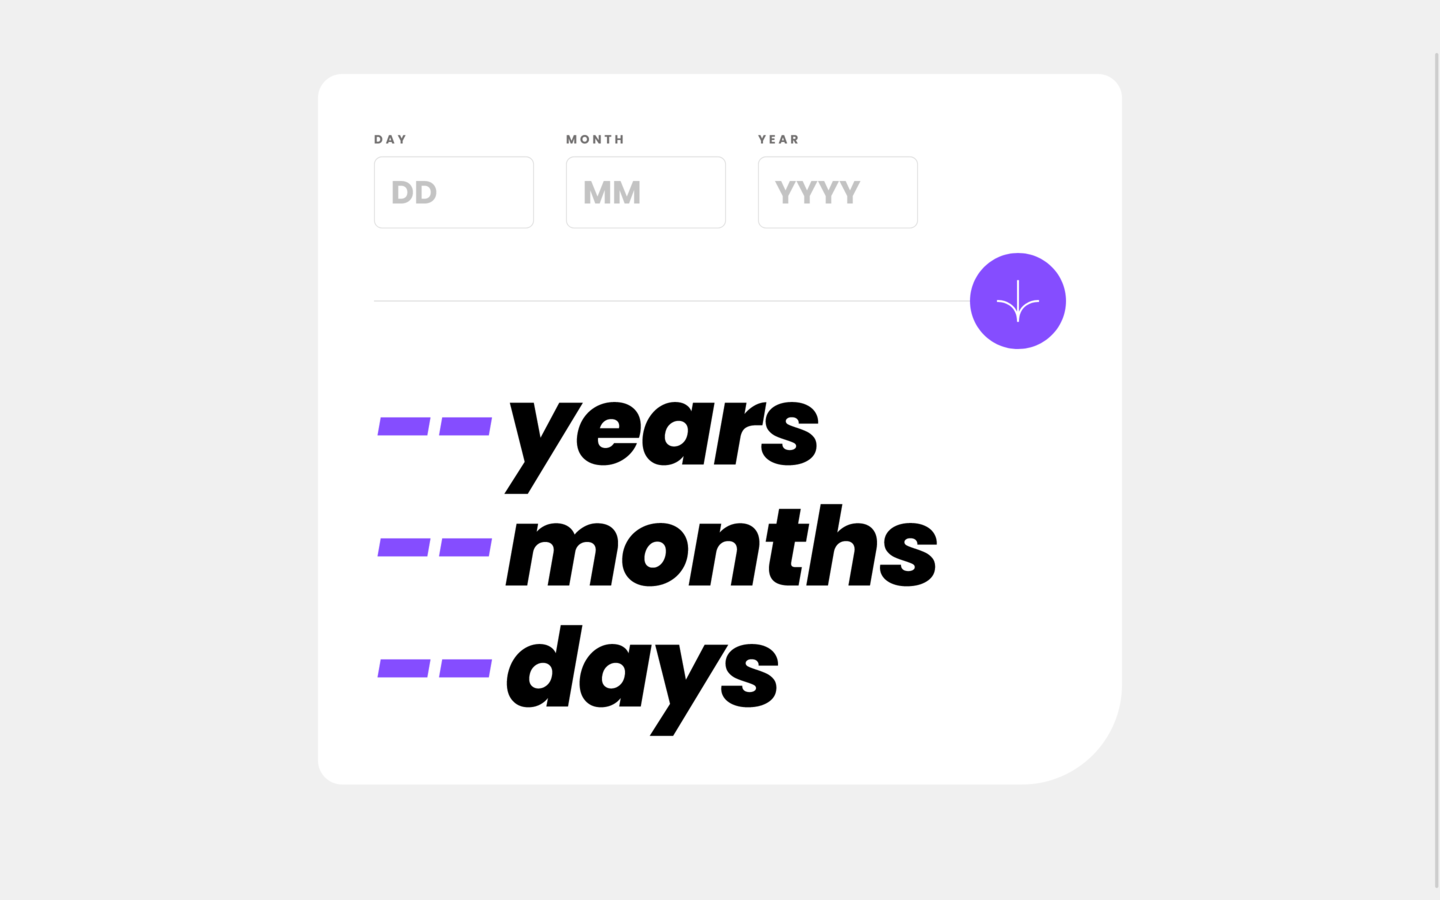 DAY MONTH YEAR
DD MM YYYY
-- years
-- months
-- days